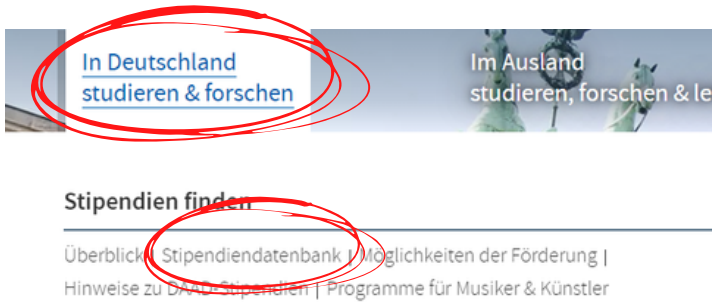 In Deutschland
studieren & forschen
Im Ausland
studieren, forschen & le
Stipendien finden
Überblick | Stipendiendatenbank | Möglichkeiten der Förderung |
Hinweise zu DAAD-Stipendien | Programme für Musiker & Künstler